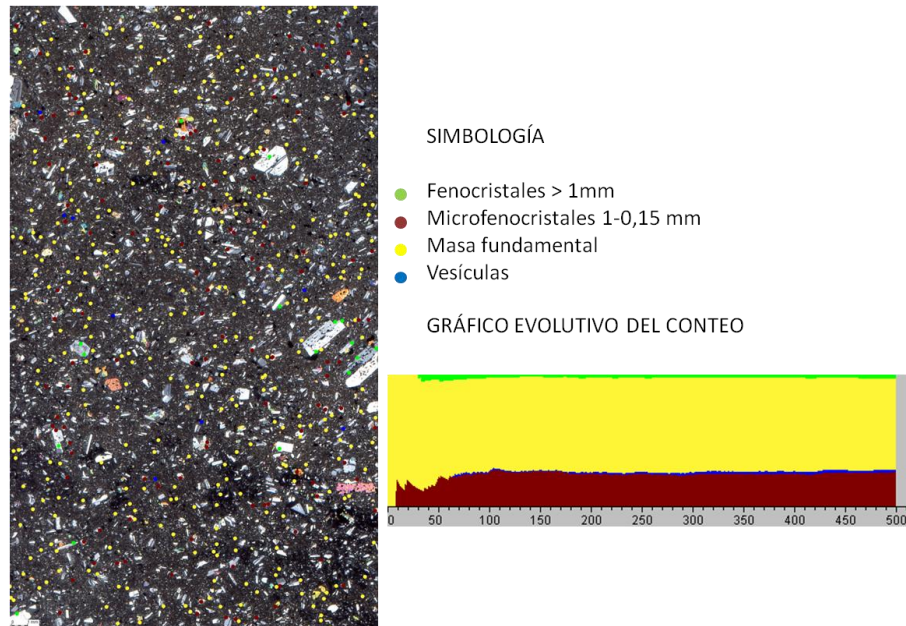 SIMBOLOGÍA
Fenocristales > 1mm
Microfenocristales 1-0,15 mm
Masa fundamental
Vesículas
GRÁFICO EVOLUTIVO DEL CONTEO
0 50 100 150 200 250 300 350 400 450 500